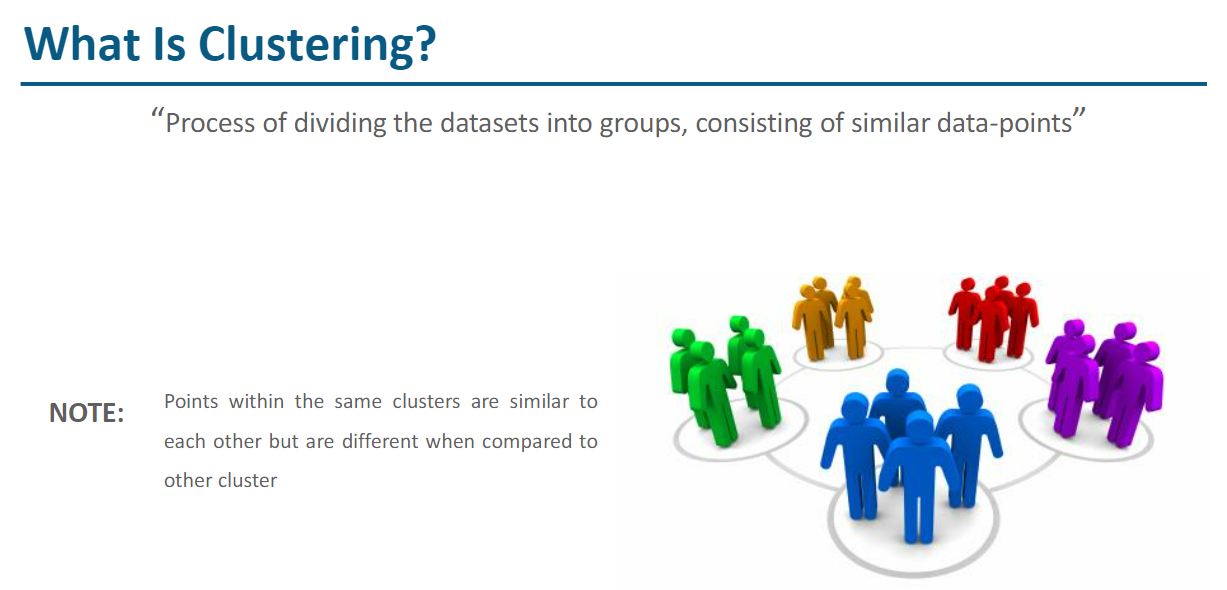 What Is Clustering?
“Process of dividing the datasets into groups, consisting of similar data-points”
NOTE:
Points within the same clusters are similar to
each other but are different when compared to
other cluster